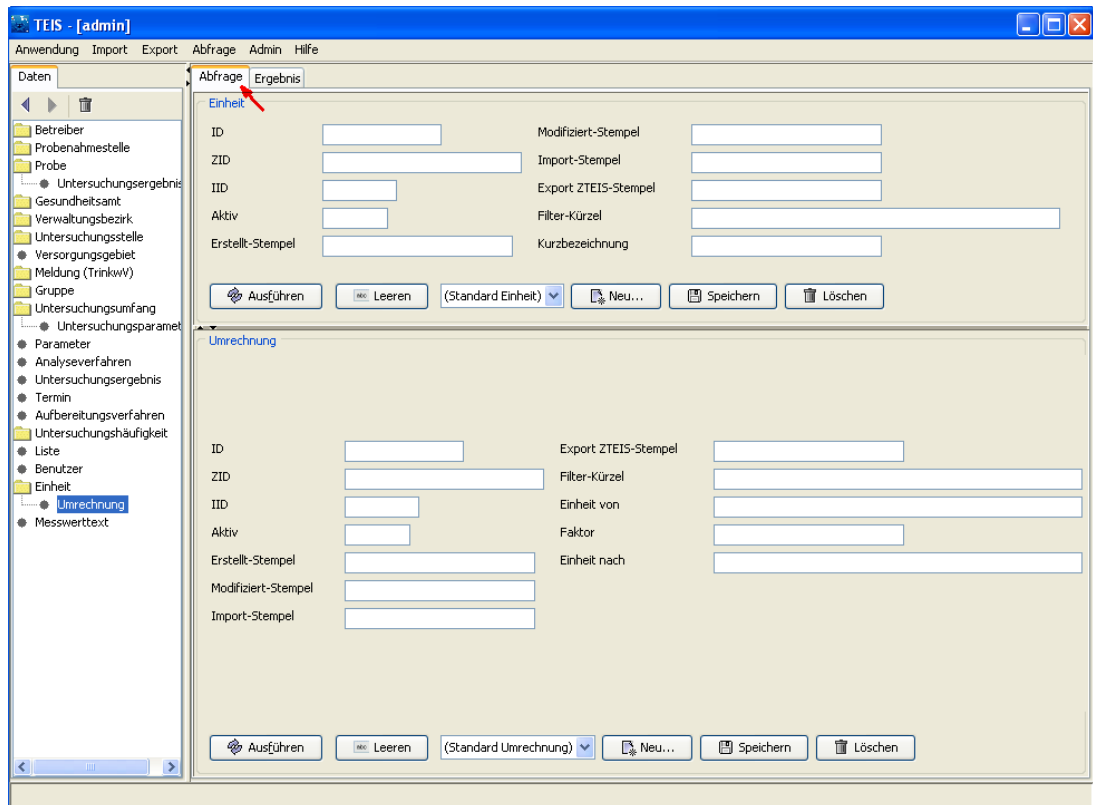 TEIS - [admin]
Anwendung Import Export Abfrage Admin Hilfe
Daten
Betreiber
Probenahmestelle
Probe
Untersuchungsergebnis
Gesundheitsamt
Verwaltungsbezirk
Untersuchungsstelle
Versorgungsgebiet
Meldung (TrinkwV)
Gruppe
Untersuchungsumfang
Untersuchungsparamet
Parameter
Analyseverfahren
Untersuchungsergebnis
Termin
Aufbereitungsverfahren
Untersuchungshäufigkeit
Liste
Benutzer
Einheit
Umrechnung
Messwerttext
Abfrage Ergebnis
Einheit
ID Modifiziert-Stempel
ZID Import-Stempel
IID Export ZTEIS-Stempel
Aktiv Filter-Kürzel
Erstellt-Stempel Kurzbezeichnung
Ausführen abc Leeren (Standard Einheit) Neu... Speichern Löschen
Umrechnung
ID Export ZTEIS-Stempel
ZID Filter-Kürzel
IID Einheit von
Aktiv Faktor
Erstellt-Stempel Einheit nach
Modifiziert-Stempel
Import-Stempel
Ausführen abc Leeren (Standard Umrechnung) Neu... Speichern Löschen